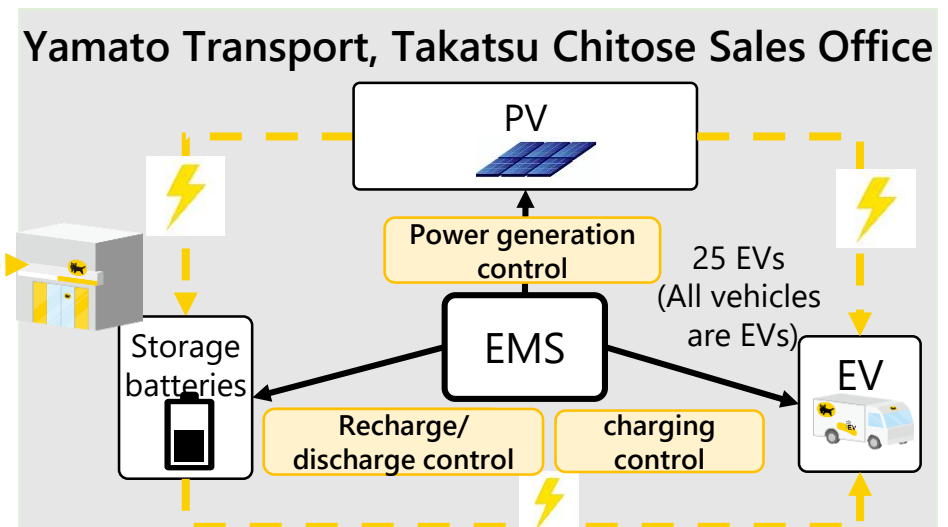 Yamato Transport, Takatsu Chitose Sales Office
PV
Power generation
control
25 EVs
(All vehicles
are EVs)
EMS
Storage
batteries
EV
EV
Recharge/
discharge control
charging
control